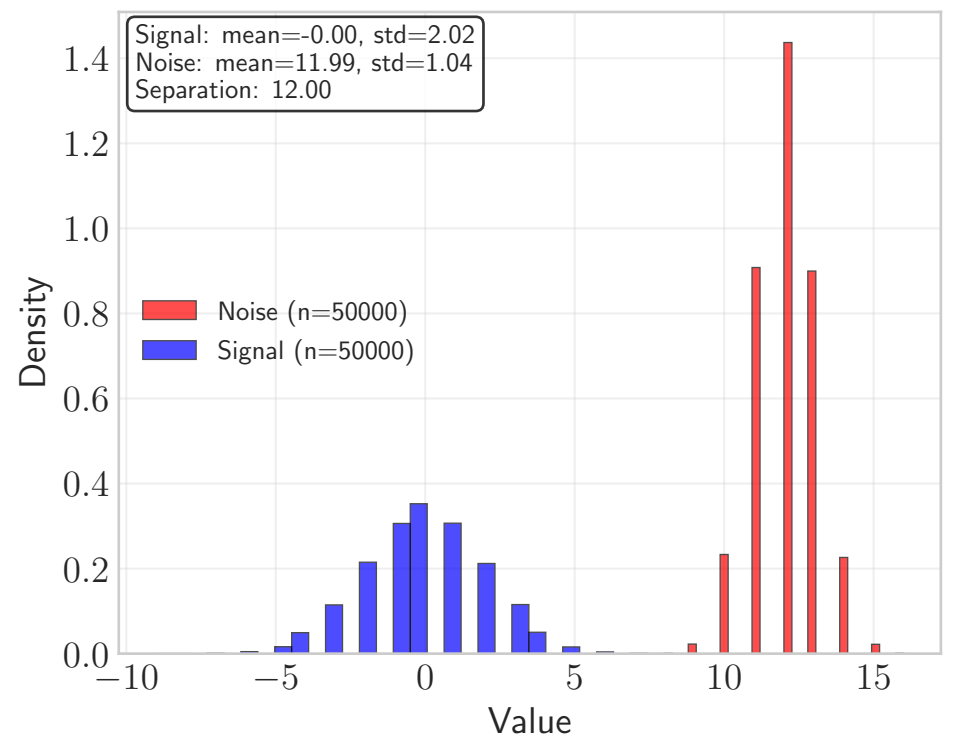 Signal: mean=-0.00, std=2.02
Noise: mean=11.99, std=1.04
Separation: 12.00
1.4
1.2
1.0
0.8
0.6
0.4
0.2
0.0
Density
Noise (n=50000)
Signal (n=50000)
−10 −5 0 5 10 15
Value